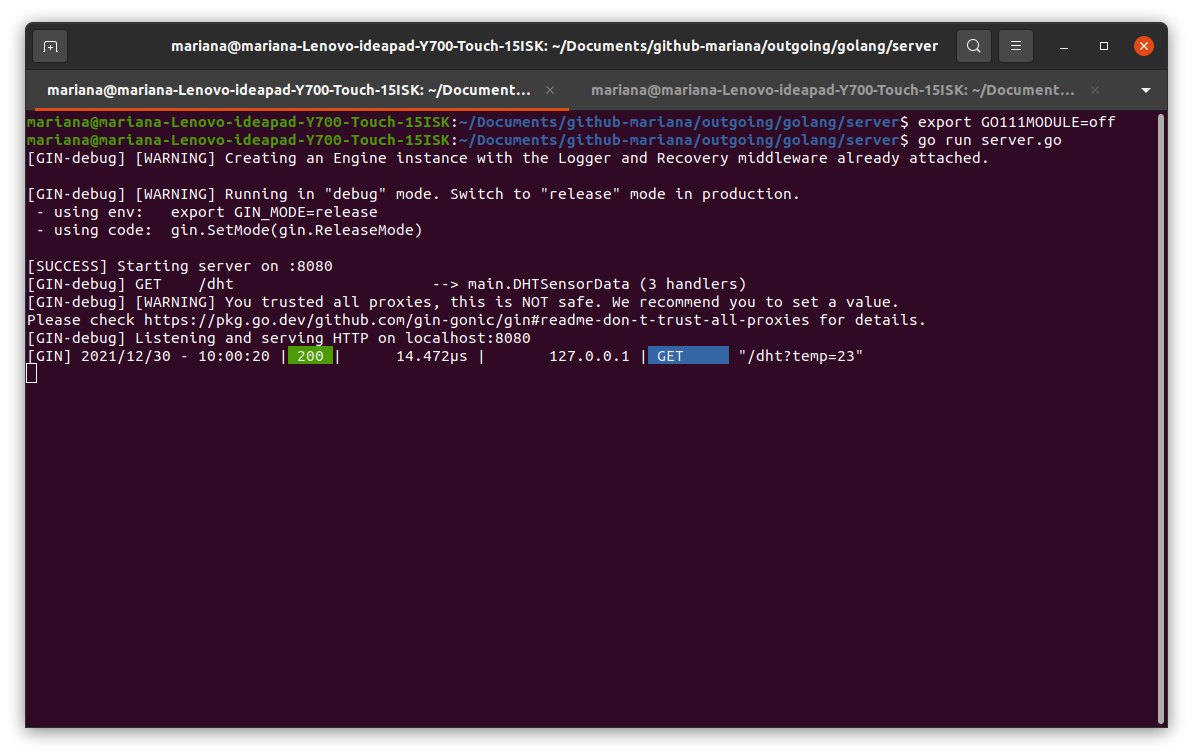 mariana@mariana-Lenovo-ideapad-Y700-Touch-15ISK: ~/Documents/github-mariana/outgoing/golang/server
mariana@mariana-Lenovo-ideapad-Y700-Touch-15ISK: ~/Document... mariana@mariana-Lenovo-ideapad-Y700-Touch-15ISK: ~/Document...
mariana@mariana-Lenovo-ideapad-Y700-Touch-15ISK:~/Documents/github-mariana/outgoing/golang/server$ export GO111MODULE=off
mariana@mariana-Lenovo-ideapad-Y700-Touch-15ISK:~/Documents/github-mariana/outgoing/golang/server$ go run server.go
[GIN-debug] [WARNING] Creating an Engine instance with the Logger and Recovery middleware already attached.
[GIN-debug] [WARNING] Running in "debug" mode. Switch to "release" mode in production.
 - using env:   export GIN_MODE=release
 - using code:  gin.SetMode(gin.ReleaseMode)
[SUCCESS] Starting server on :8080
[GIN-debug] GET    /dht                      --> main.DHTSensorData (3 handlers)
[GIN-debug] [WARNING] You trusted all proxies, this is NOT safe. We recommend you to set a value.
Please check https://pkg.go.dev/github.com/gin-gonic/gin#readme-don-t-trust-all-proxies for details.
[GIN-debug] Listening and serving HTTP on localhost:8080
[GIN] 2021/12/30 - 10:00:20 | 200 |      14.472µs |       127.0.0.1 | GET      "/dht?temp=23"